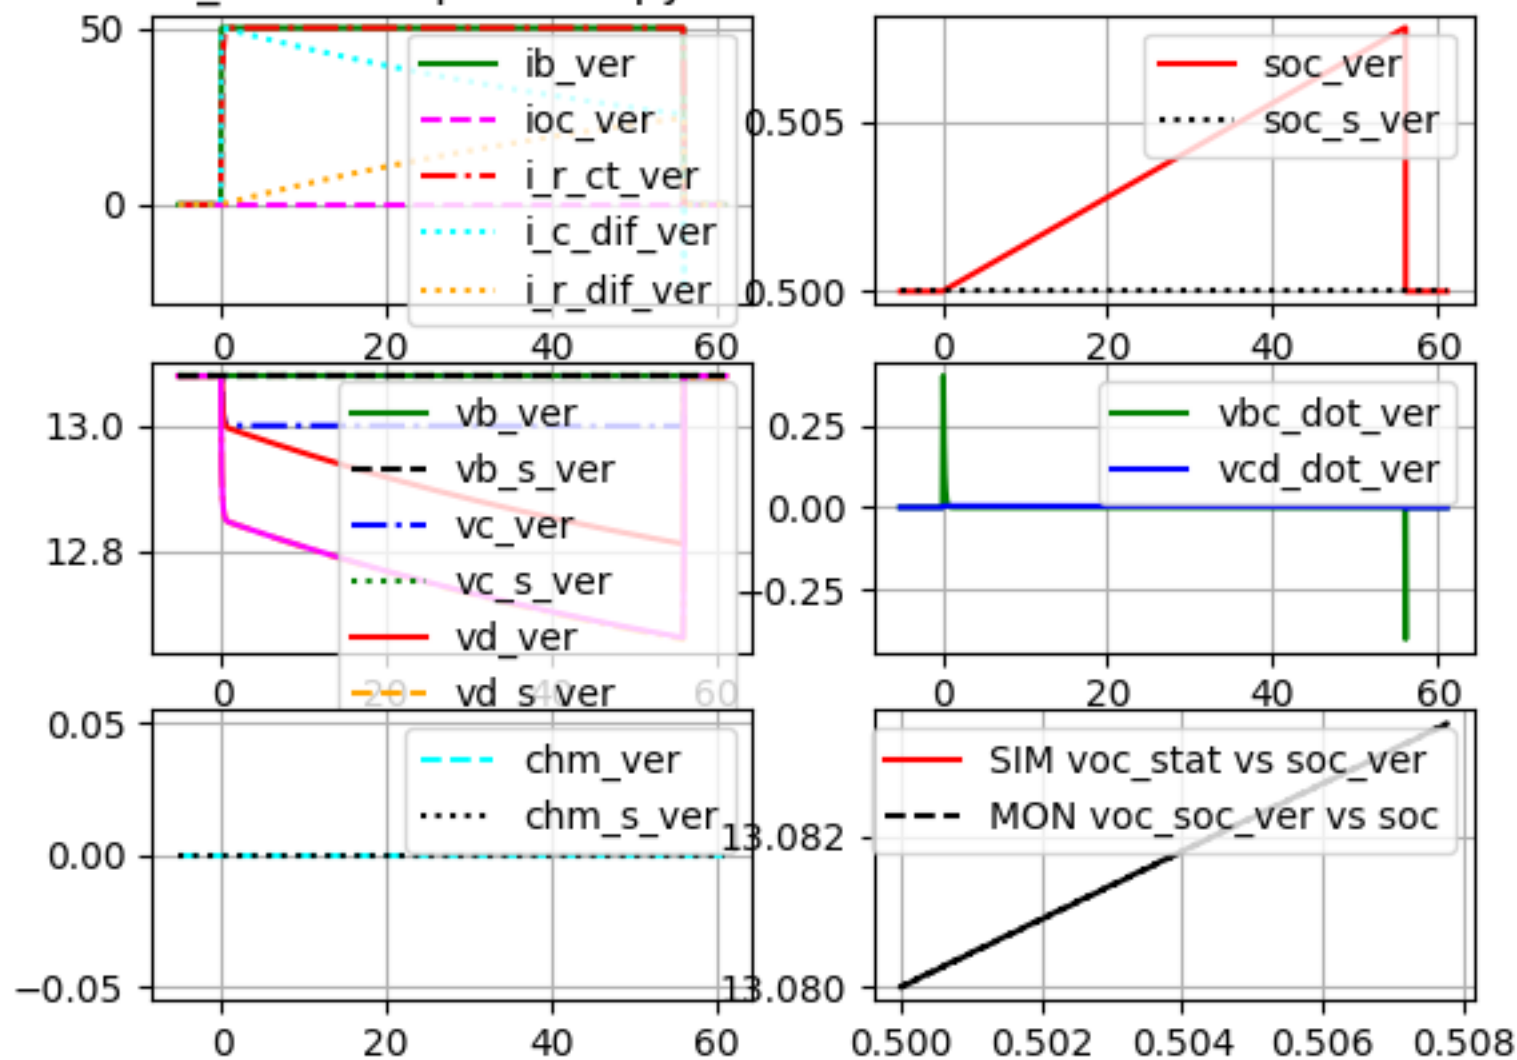 50
0
ib_ver
ioc_ver
i_r_ct_ver
i_c_dif_ver
i_r_dif_ver
0 20 40 60
0.505
0.500
soc_ver
soc_s_ver
0 20 40 60
13.0
12.8
vb_ver
vb_s_ver
vc_ver
vc_s_ver
vd_ver
vd_s_ver
0 20 40 60
0.25
0.00
−0.25
vbc_dot_ver
vcd_dot_ver
0 20 40 60
0.05
0.00
−0.05
chm_ver
chm_s_ver
0 20 40 60
13.082
13.080
SIM voc_stat vs soc_ver
MON voc_soc_ver vs soc
0.500 0.502 0.504 0.506 0.508